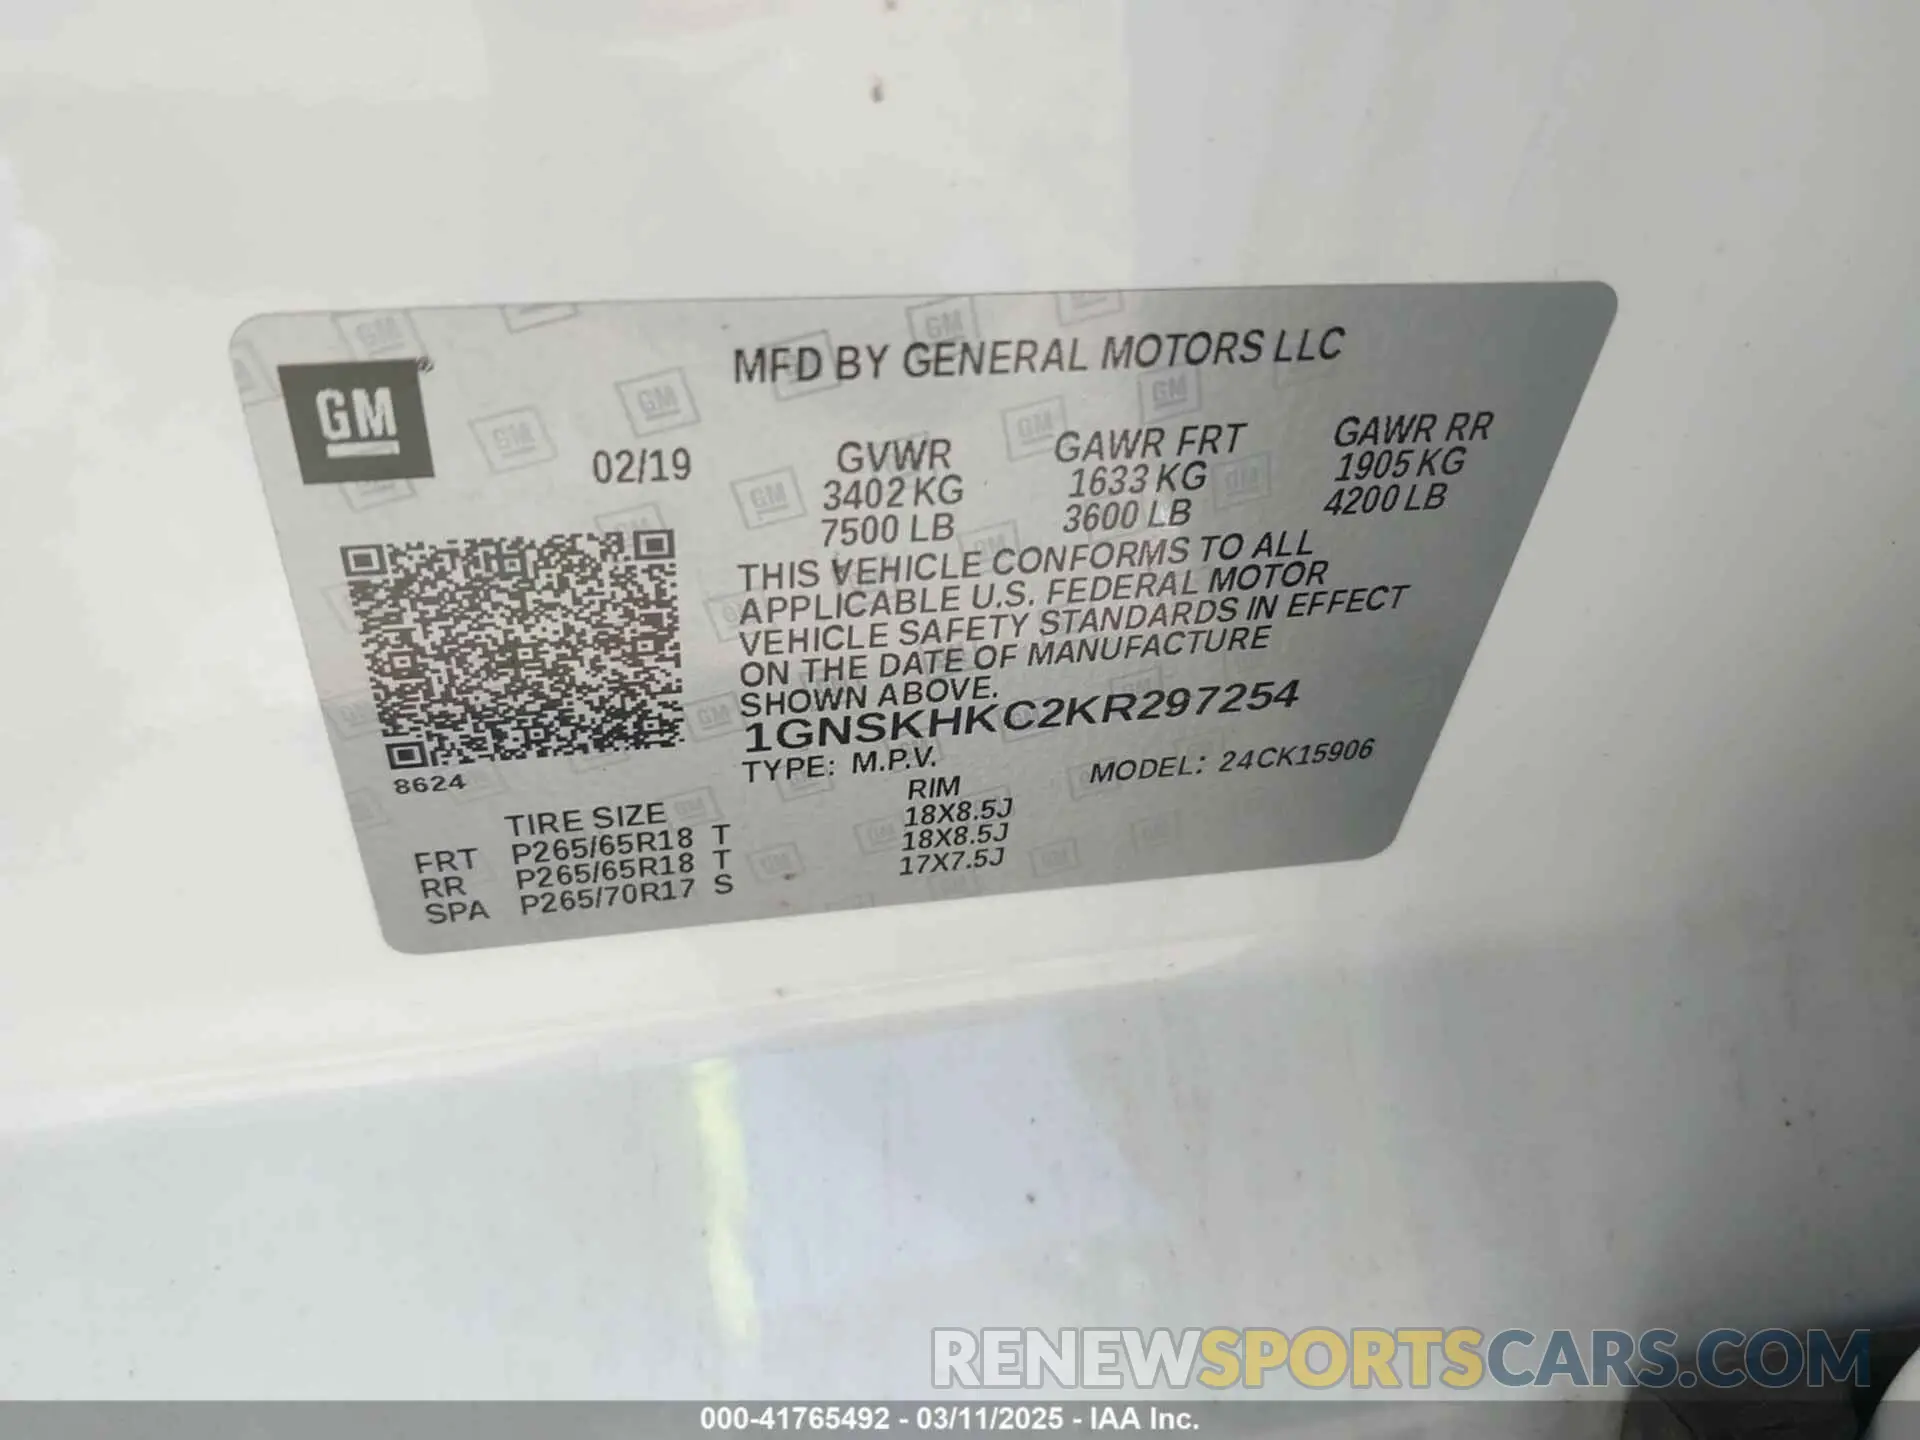 MFD BY GENERAL MOTORS LLC
GM®
02/19
GVWR GAWR FRT GAWR RR
3402 KG 1633 KG 1905 KG
7500 LB 3600 LB 4200 LB
THIS VEHICLE CONFORMS TO ALL
APPLICABLE U.S. FEDERAL MOTOR
VEHICLE SAFETY STANDARDS IN EFFECT
ON THE DATE OF MANUFACTURE
SHOWN ABOVE.
1GNSKHKC2KR297254
TYPE: M.P.V. MODEL: 24CK15906
8624
TIRE SIZE RIM
FRT P265/65R18 T 18X8.5J
RR P265/65R18 T 18X8.5J
SPA P265/70R17 S 17X7.5J
RENEWSPORTSCARS.COM
000-41765492 - 03/11/2025 - IAA Inc.